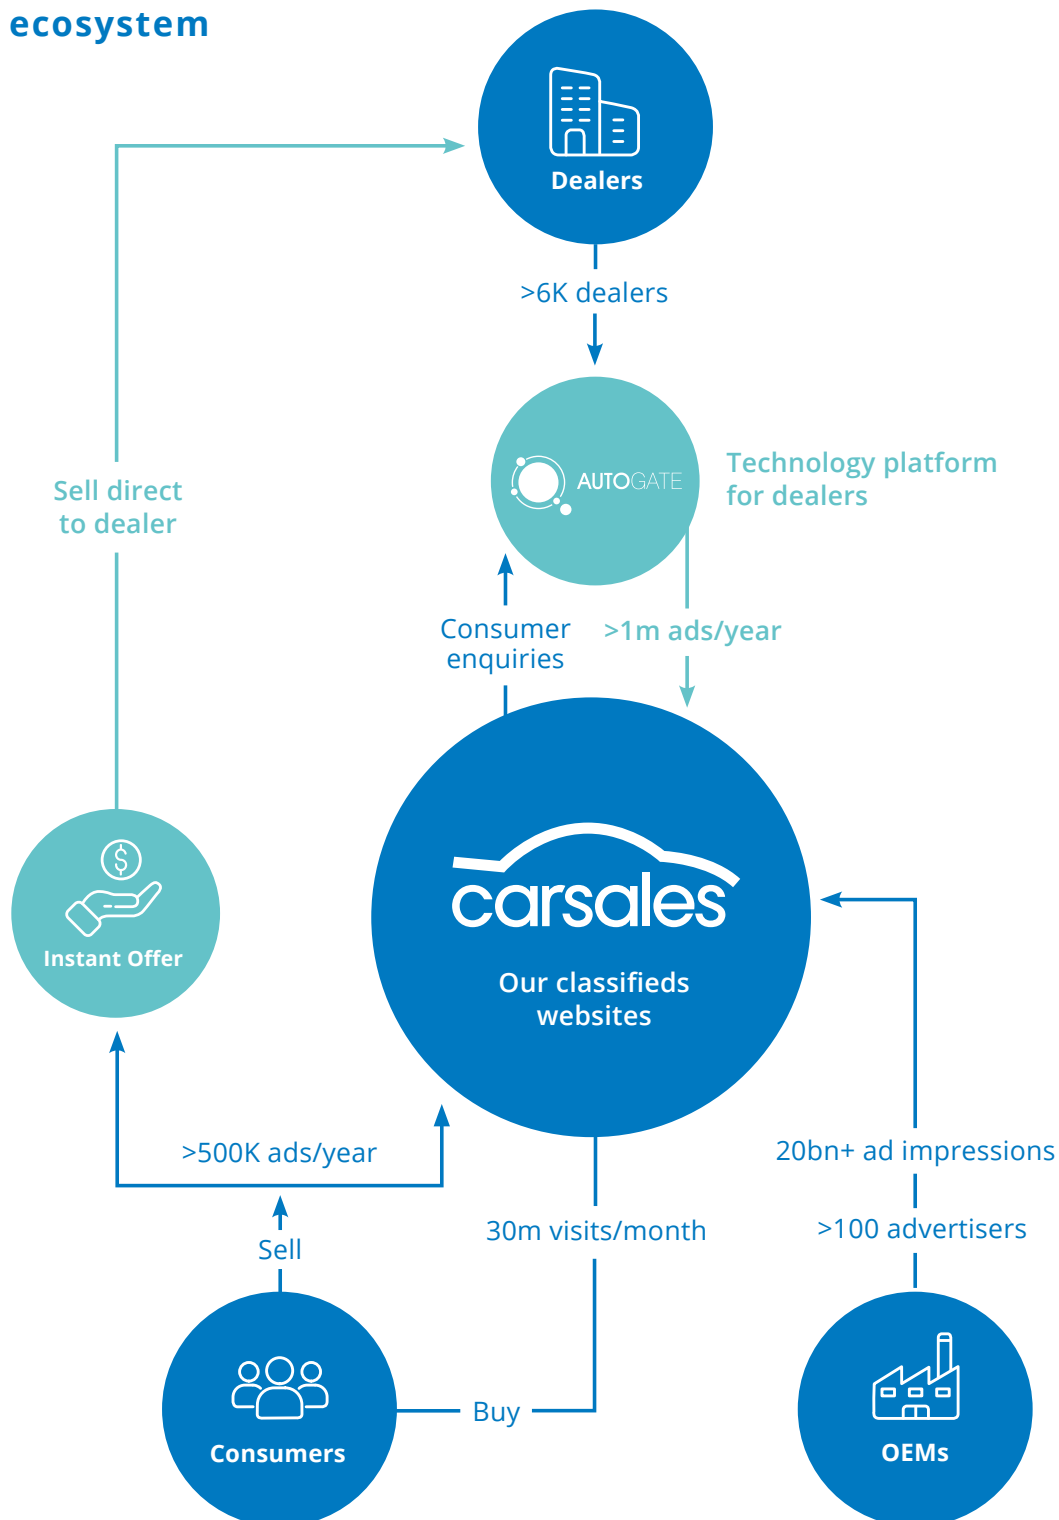 ecosystem
Dealers
>6K dealers
AUTOGATE
Technology platform
for dealers
Sell direct
to dealer
Consumer
enquiries
>1m ads/year
carsales
Our classifieds
websites
$
Instant Offer
>500K ads/year
20bn+ ad impressions
30m visits/month
>100 advertisers
Sell
Buy
Consumers
OEMs